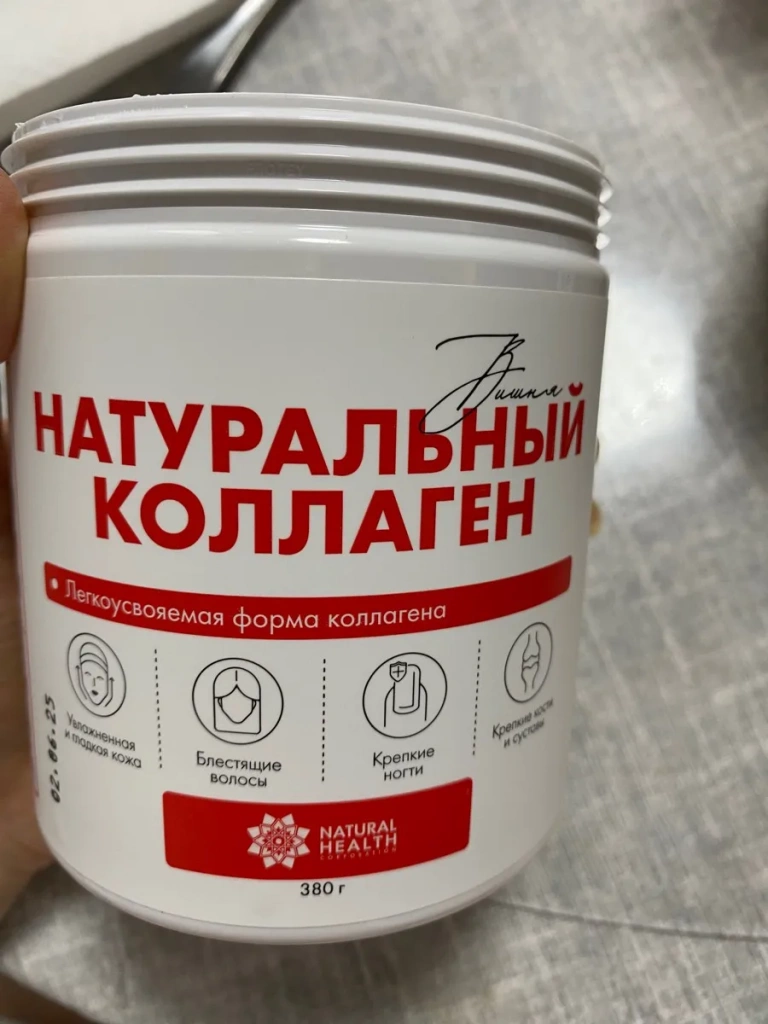 Вишня
НАТУРАЛЬНЫЙ
КОЛЛАГЕН
Легкоусвояемая форма коллагена
Увлажненная
и гладкая кожа
Блестящие
волосы
Крепкие
ногти
Крепкие кости
и суставы
02.06.25
NATURAL
HEALTH
CORPORATION
380 г